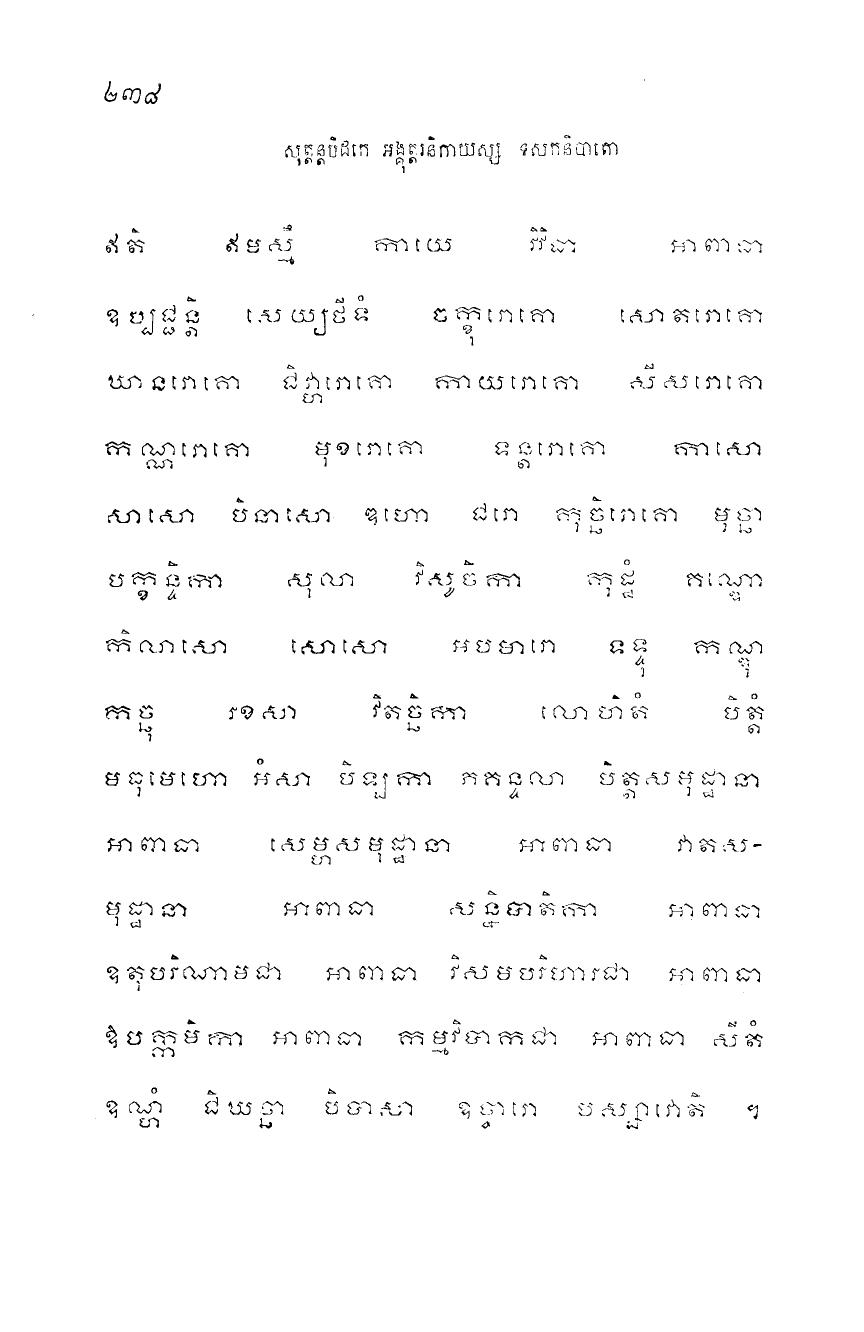 ២៣៨
សុត្តន្តបិដកេ អង្គុត្តរនិកាយស្ស ទសកនិបាតោ
ឥតិ ឥមស្មឹ កាយេ វិវិធា អាពាធា
ឧប្បជ្ជន្តិ សេយ្យថីទំ ចក្ខុរោគោ សោតរោគោ
ឃានរោគោ ជិវ្ហរោគោ កាយរោគោ សីសរោគោ
កណ្ណរោគោ មុខរោគោ ទន្តរោគោ កាសោ
សាសោ បិនាសោ ឌុហោ ជរោ កុច្ឆិរោគោ មុច្ឆា
បក្ខន្ទិកា សុលា វិសូចិកា កុដ្ឋំ គណ្ឌោ
កិលាសោ សោសោ អបមារោ ទទ្ទុ កណ្ឌុ
កច្ឆុ រខសា វិតច្ឆិកា លោហិតំ បិត្តំ
មធុមេហោ អំសា បិឡកា ភគន្ទលា បិត្តសមុដ្ឋានា
អាពាធា សេម្ហសមុដ្ឋានា អាពាធា វាតស-
មុដ្ឋានា អាពាធា សន្និបាតិកា អាពាធា
ឧតុបរិណាមជា អាពាធា វិសមបរិហារជា អាពាធា
ឱបក្កមិកា អាពាធា កម្មវិបាកជា អាពាធា សីតំ
ឧណ្ហំ ជិឃច្ឆា បិបាសា ឧច្ចារោ បស្សាវោតិ ។